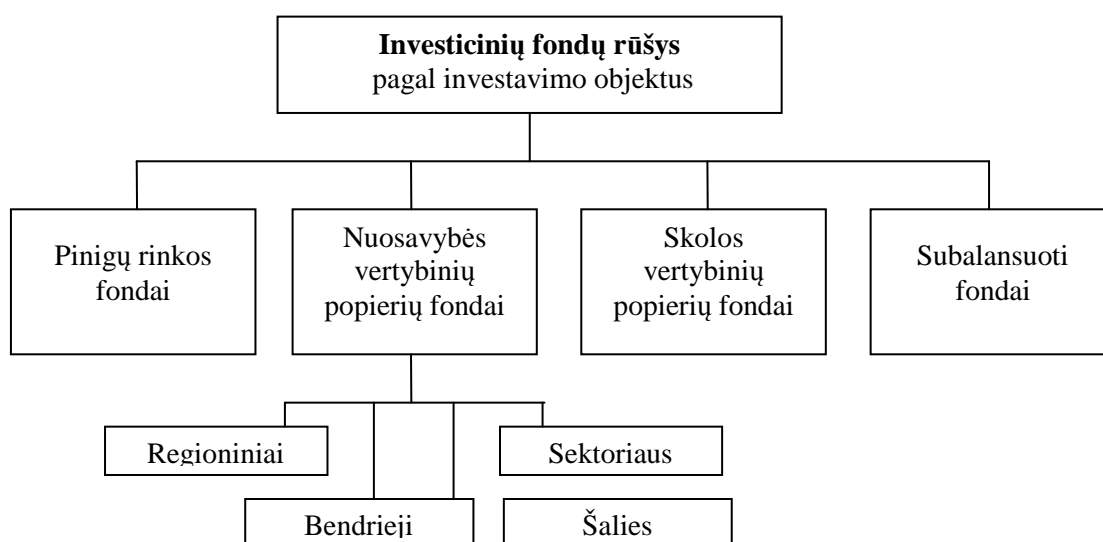 Investicinių fondų rūšys
pagal investavimo objektus
Pinigų rinkos
fondai
Nuosavybės
vertybinių
popierių fondai
Skolos
vertybinių
popierių fondai
Subalansuoti
fondai
Regioniniai
Sektoriaus
Bendrieji
Šalies